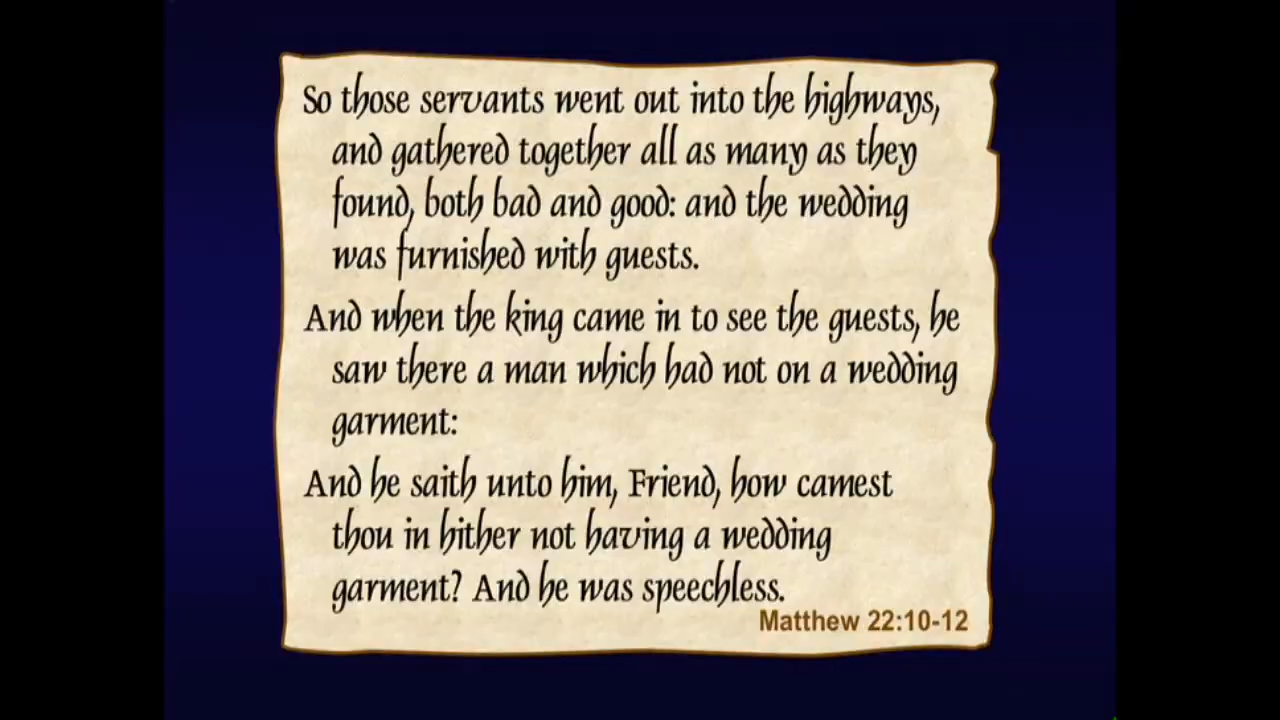 So those servants went out into the highways,
and gathered together all as many as they
found, both bad and good: and the wedding
was furnished with guests.
And when the king came in to see the guests, he
saw there a man which had not on a wedding
garment:
And he saith unto him, Friend, how camest
thou in hither not having a wedding
garment? And he was speechless.
Matthew 22:10-12